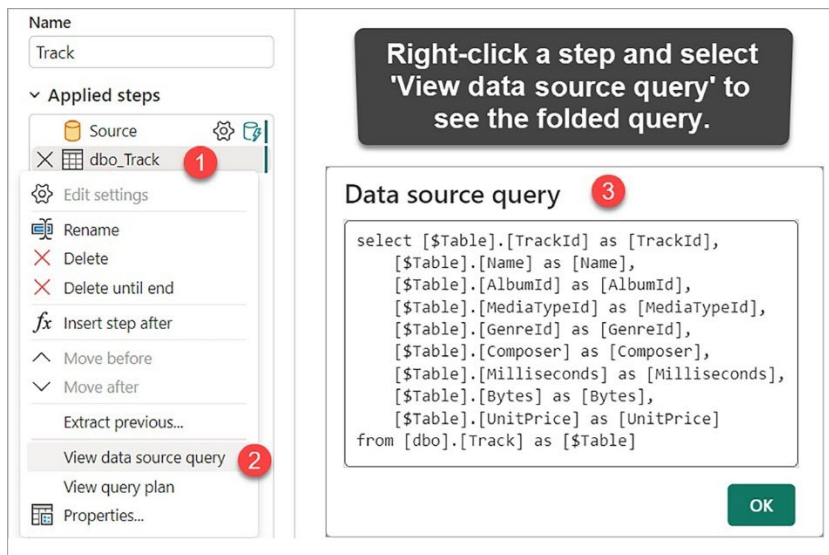 Name
Track
Applied steps
Source
dbo_Track
1
Edit settings
Rename
Delete
Delete until end
fx Insert step after
Move before
Move after
Extract previous...
View data source query
2
View query plan
Properties...
Right-click a step and select
'View data source query' to
see the folded query.
Data source query
3
select [$Table].[TrackId] as [TrackId],
    [$Table].[Name] as [Name],
    [$Table].[AlbumId] as [AlbumId],
    [$Table].[MediaTypeId] as [MediaTypeId],
    [$Table].[GenreId] as [GenreId],
    [$Table].[Composer] as [Composer],
    [$Table].[Milliseconds] as [Milliseconds],
    [$Table].[Bytes] as [Bytes],
    [$Table].[UnitPrice] as [UnitPrice]
from [dbo].[Track] as [$Table]
OK